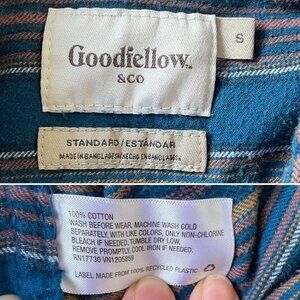 Goodfellow™
& CO
S
STANDARD/ESTÁNDAR
MADE IN BANGLADESH/HECHO EN BANGLADESH
100% COTTON
WASH BEFORE WEAR, MACHINE WASH COLD
SEPARATELY, WITH LIKE COLORS, ONLY NON-CHLORINE
BLEACH IF NEEDED, TUMBLE DRY LOW,
REMOVE PROMPTLY, COOL IRON IF NEEDED.
RN17730 VN1205859
LABEL MADE FROM 100% RECYCLED PLASTIC